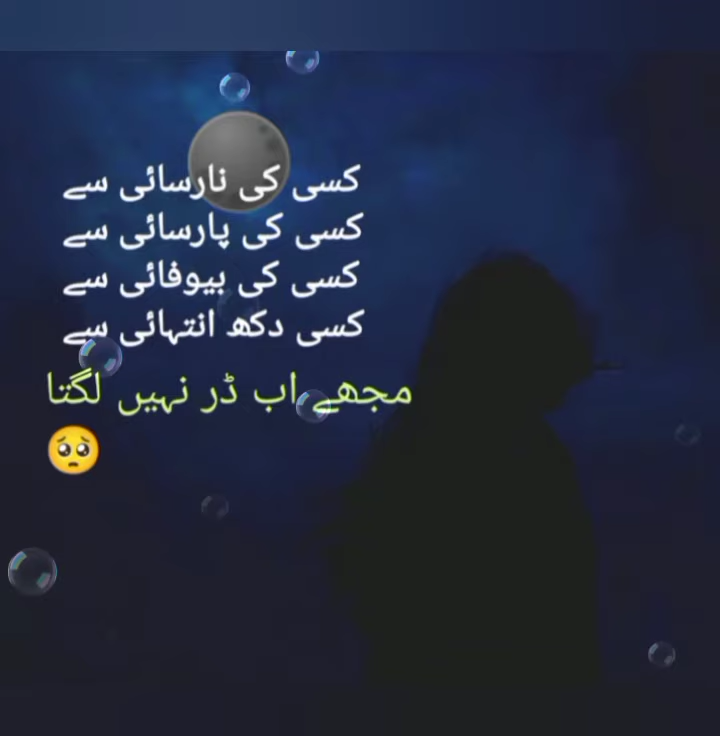 کسی کی نارسائی سے
کسی کی پارسائی سے
کسی کی بیوفائی سے
کسی دکھ انتہائی سے
مجھے اب ڈر نہیں لگتا
🥺